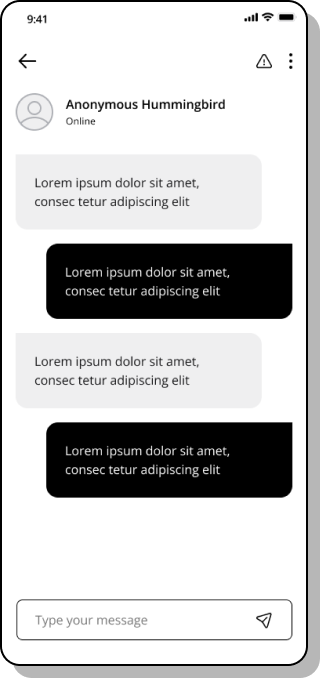 9:41
Anonymous Hummingbird
Online
Lorem ipsum dolor sit amet,
consec tetur adipiscing elit
Lorem ipsum dolor sit amet,
consec tetur adipiscing elit
Lorem ipsum dolor sit amet,
consec tetur adipiscing elit
Lorem ipsum dolor sit amet,
consec tetur adipiscing elit
Type your message